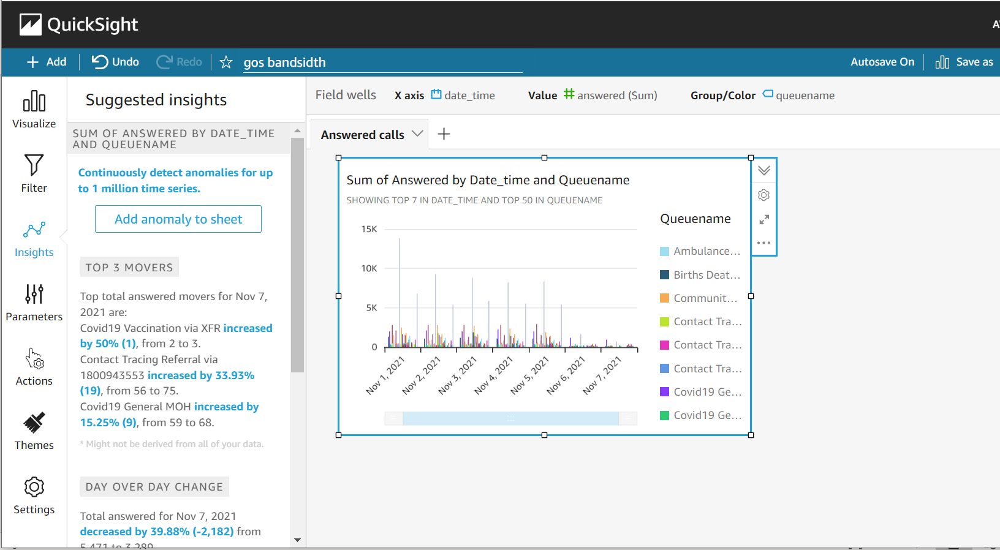 QuickSight
Add
Undo
Redo
gos bandsidth
Autosave On
Save as
Visualize
Filter
Insights
Parameters
Actions
Themes
Settings
Suggested insights
SUM OF ANSWERED BY DATE_TIME
AND QUEUENAME
Continuously detect anomalies for up
to 1 million time series.
Add anomaly to sheet
TOP 3 MOVERS
Top total answered movers for Nov 7,
2021 are:
Covid19 Vaccination via XFR increased
by 50% (1), from 2 to 3.
Contact Tracing Referral via
1800943553 increased by 33.93%
(19), from 56 to 75.
Covid19 General MOH increased by
15.25% (9), from 59 to 68.
* Might not be derived from all of your data.
DAY OVER DAY CHANGE
Total answered for Nov 7, 2021
decreased by 39.88% (-2,182) from
5,471 to 3,289
Field wells X axis date_time Value answered (Sum) Group/Color queuename
Answered calls
Sum of Answered by Date_time and Queuename
SHOWING TOP 7 IN DATE_TIME AND TOP 50 IN QUEUENAME
15K
10K
5K
0
Nov 1, 2021
Nov 2, 2021
Nov 3, 2021
Nov 4, 2021
Nov 5, 2021
Nov 6, 2021
Nov 7, 2021
Queuename
Ambulance...
Births Deat...
Communit...
Contact Tra...
Contact Tra...
Contact Tra...
Covid19 Ge...
Covid19 Ge...